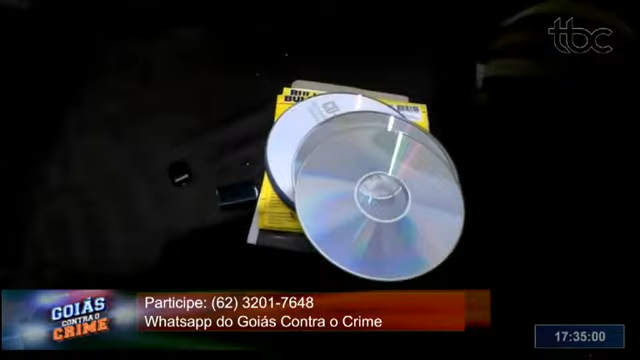 tbc
GOIÁS
CONTRA O
CRIME
Participe: (62) 3201-7648
Whatsapp do Goiás Contra o Crime
17:35:00